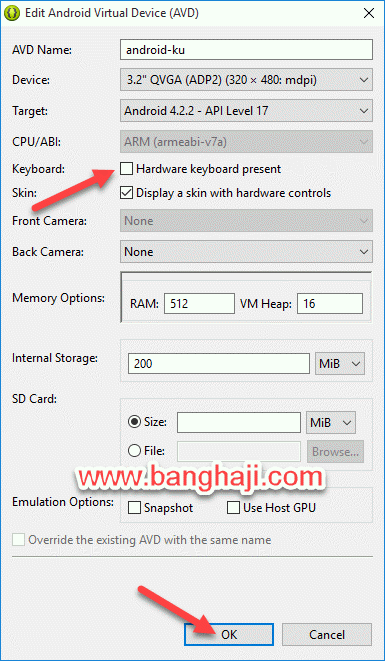 Edit Android Virtual Device (AVD)
AVD Name: android-ku
Device: 3.2" QVGA (ADP2) (320 × 480: mdpi)
Target: Android 4.2.2 - API Level 17
CPU/ABI: ARM (armeabi-v7a)
Keyboard: Hardware keyboard present
Skin: Display a skin with hardware controls
Front Camera: None
Back Camera: None
Memory Options: RAM: 512 VM Heap: 16
Internal Storage: 200 MiB
SD Card:
Size: MiB
File: Browse...
www.banghaji.com
Emulation Options: Snapshot Use Host GPU
Override the existing AVD with the same name
OK Cancel